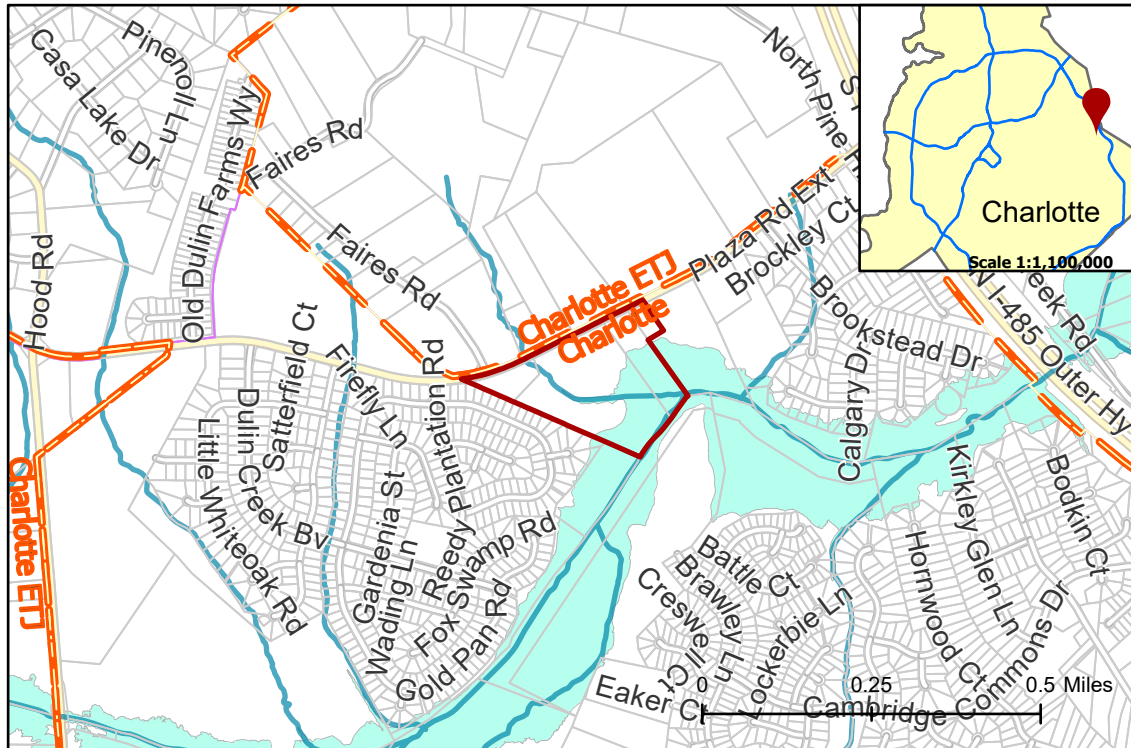 Casa Lake Dr
Pinenoll Ln
Old Dulin Farms Wy
Faires Rd
Faires Rd
Hood Rd
North Pine
Plaza Rd Ext
Brockley Ct
Charlotte ETJ
Charlotte
Charlotte
Scale 1:1,100,000
eek Rd
N I-485 Outer Hy
Brookstead Dr
Calgary Dr
Satterfield Ct
Firefly Ln
Reedy Plantation Rd
Dulin Creek Bv
Little Whiteoak Rd
Gardenia St
Wading Ln
Fox Swamp Rd
Gold Pan Rd
Charlotte ETJ
Battle Ct
Brawley Ln
Creswell Ct
Lockerbie Ln
Eaker Ct
Hornwood Ct
Kirkley Glen Ln
Bodkin Ct
Cambridge Commons Dr
0 0.25 0.5 Miles